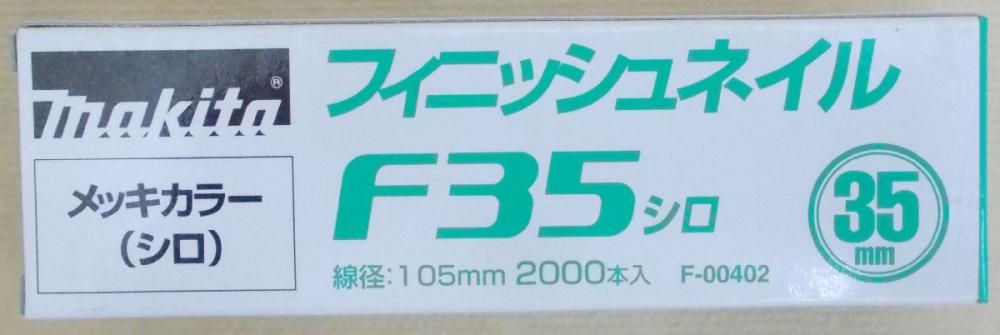 makita®
フィニッシュネイル
メッキカラー
(シロ)
F35シロ
35
mm
線径:105mm 2000本入 F-00402